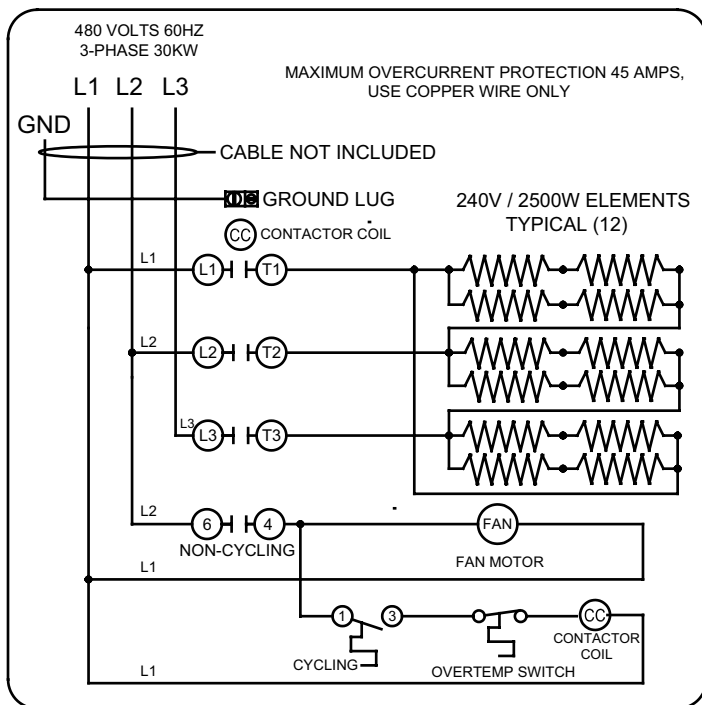 480 VOLTS 60HZ
3-PHASE 30KW
L1 L2 L3
MAXIMUM OVERCURRENT PROTECTION 45 AMPS,
USE COPPER WIRE ONLY
GND
CABLE NOT INCLUDED
GROUND LUG
240V / 2500W ELEMENTS
TYPICAL (12)
CC CONTACTOR COIL
L1 L1 T1
L2 L2 T2
L3 L3 T3
L2 6 4 FAN
NON-CYCLING
FAN MOTOR
L1
1 3 CC
CONTACTOR
COIL
CYCLING
OVERTEMP SWITCH
L1